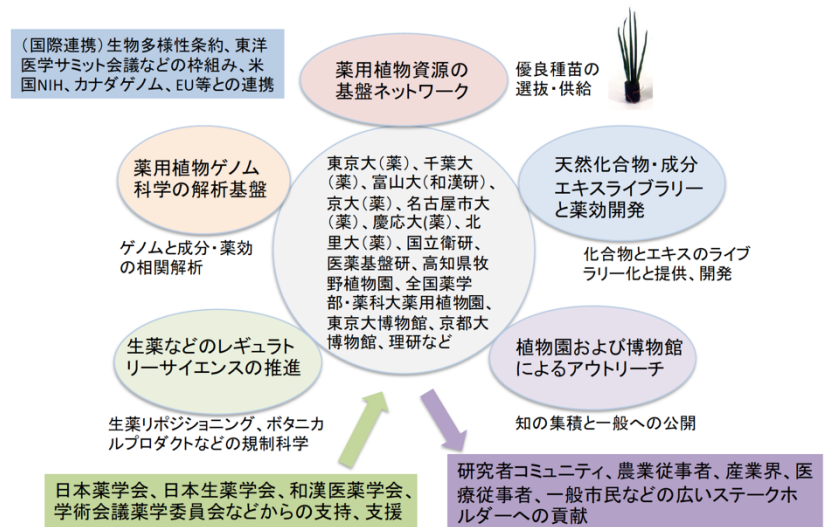 （国際連携）生物多様性条約、東洋
医学サミット会議などの枠組み、米
国NIH、カナダゲノム、EU等との連携
薬用植物資源の
基盤ネットワーク
優良種苗の
選抜・供給
薬用植物ゲノム
科学の解析基盤
ゲノムと成分・薬効
の相関解析
東京大（薬）、千葉大
（薬）、富山大（和漢研）、
京大（薬）、名古屋市大
（薬）、慶応大(薬）、北
里大（薬）、国立衛研、
医薬基盤研、高知県牧
野植物園、全国薬学
部・薬科大薬用植物園、
東京大博物館、京都大
博物館、理研など
天然化合物・成分
エキスライブラリー
と薬効開発
化合物とエキスのライブ
ラリー化と提供、開発
生薬などのレギュラト
リーサイエンスの推進
生薬リポジショニング、ボタニカ
ルプロダクトなどの規制科学
植物園および博物館
によるアウトリーチ
知の集積と一般への公開
日本薬学会、日本生薬学会、和漢医薬学会、
学術会議薬学委員会などからの支持、支援
研究者コミュニティ、農業従事者、産業界、医
療従事者、一般市民などの広いステークホ
ルダーへの貢献